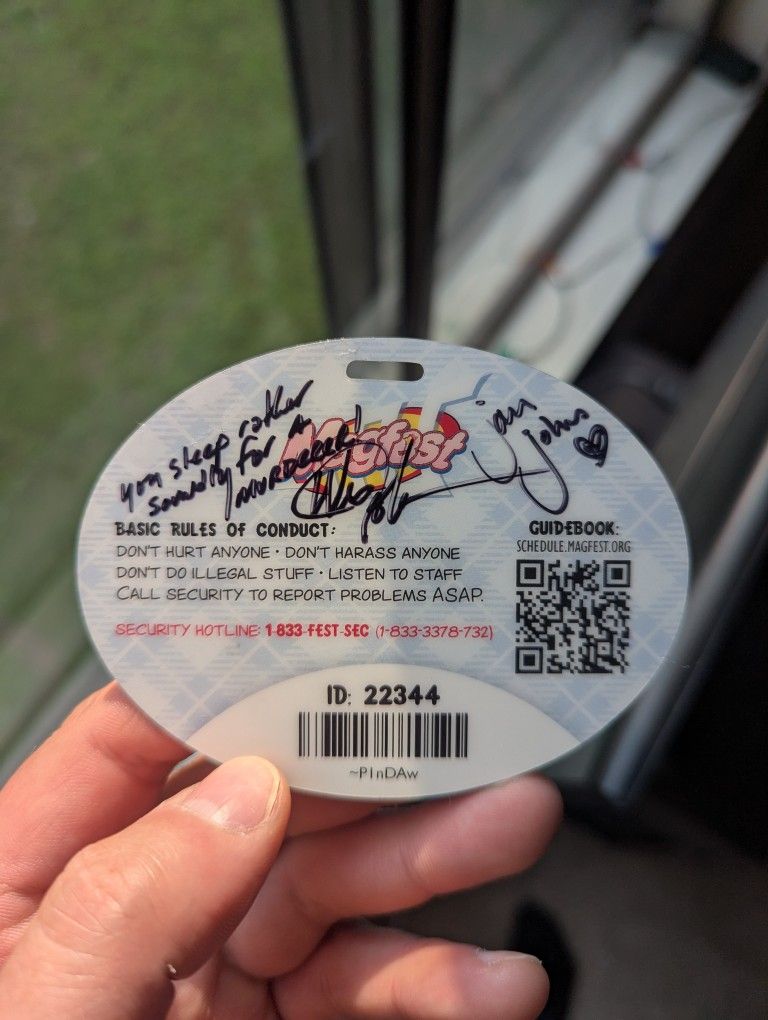 you sleep rather
soundly for a
MURDERER!
Magfest
jan
johns
BASIC RULES OF CONDUCT:
DON'T HURT ANYONE • DON'T HARASS ANYONE
DON'T DO ILLEGAL STUFF • LISTEN TO STAFF
CALL SECURITY TO REPORT PROBLEMS ASAP.
SECURITY HOTLINE: 1-833-FEST-SEC (1-833-3378-732)
GUIDEBOOK:
SCHEDULE.MAGFEST.ORG
ID: 22344
~PInDAw